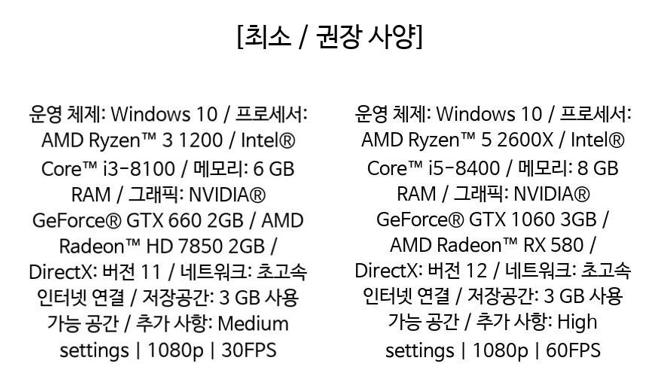 [최소 / 권장 사양]
운영 체제: Windows 10 / 프로세서:
AMD Ryzen™ 3 1200 / Intel®
Core™ i3-8100 / 메모리: 6 GB
RAM / 그래픽: NVIDIA®
GeForce® GTX 660 2GB / AMD
Radeon™ HD 7850 2GB /
DirectX: 버전 11 / 네트워크: 초고속
인터넷 연결 / 저장공간: 3 GB 사용
가능 공간 / 추가 사항: Medium
settings | 1080p | 30FPS
운영 체제: Windows 10 / 프로세서:
AMD Ryzen™ 5 2600X / Intel®
Core™ i5-8400 / 메모리: 8 GB
RAM / 그래픽: NVIDIA®
GeForce® GTX 1060 3GB /
AMD Radeon™ RX 580 /
DirectX: 버전 12 / 네트워크: 초고속
인터넷 연결 / 저장공간: 3 GB 사용
가능 공간 / 추가 사항: High
settings | 1080p | 60FPS